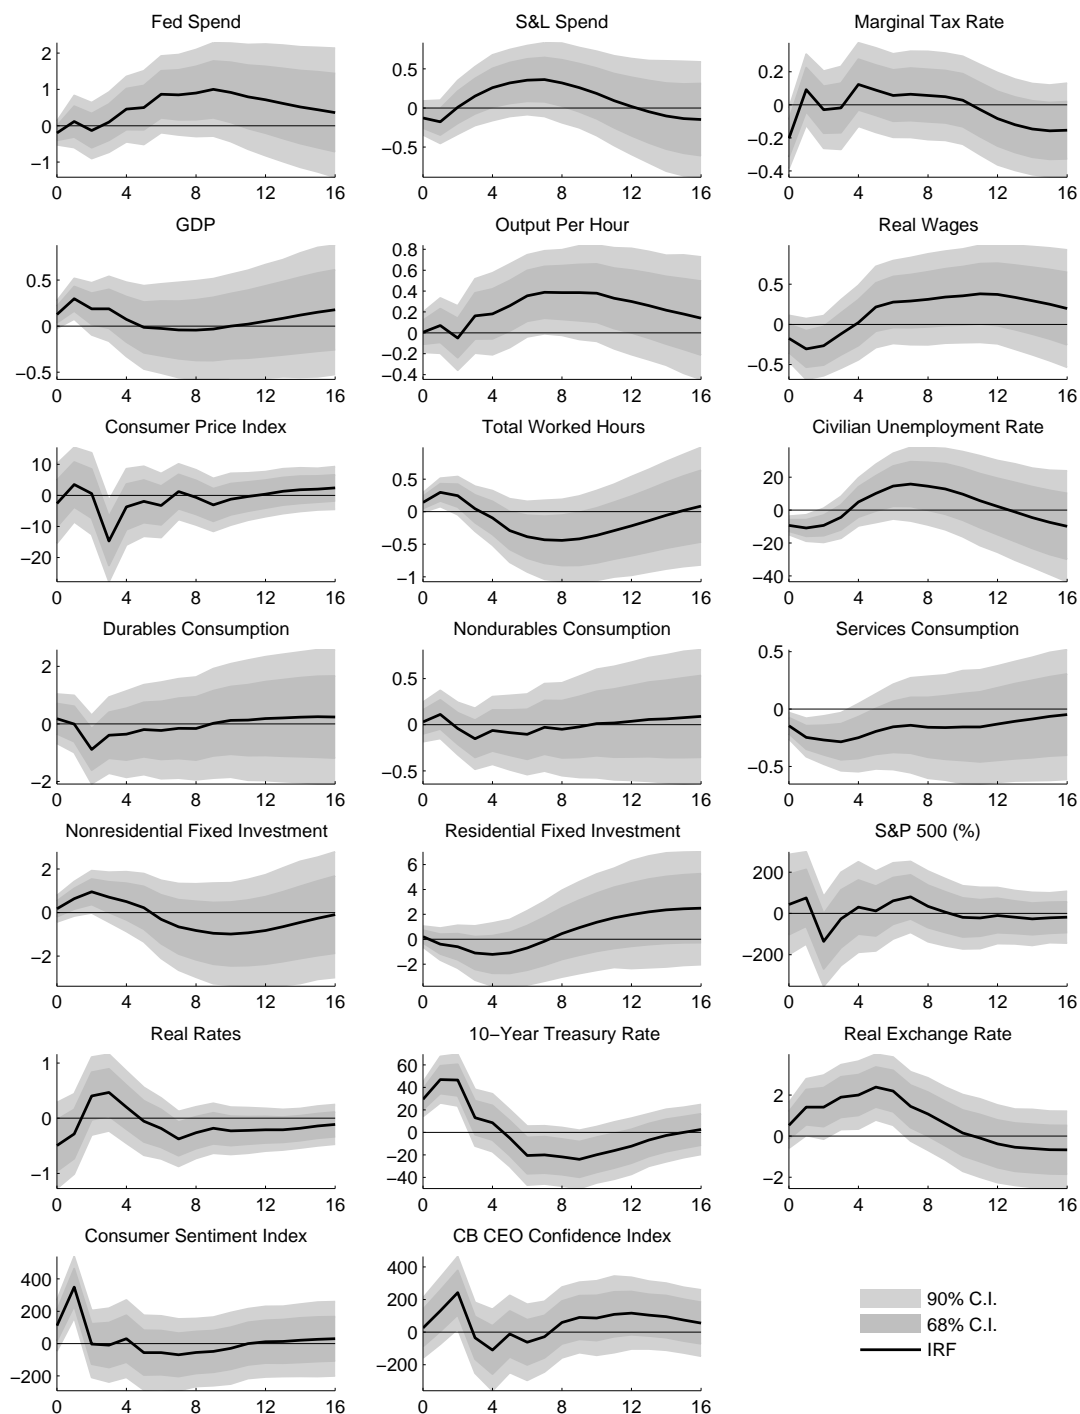 Fed Spend
S&L Spend
Marginal Tax Rate
2
1
0
−1
0 4 8 12 16
0.5
0
−0.5
0 4 8 12 16
0.2
0
−0.2
−0.4
0 4 8 12 16
GDP
Output Per Hour
Real Wages
0.5
0
−0.5
0 4 8 12 16
0.8
0.6
0.4
0.2
0
−0.2
−0.4
0 4 8 12 16
0.5
0
−0.5
0 4 8 12 16
Consumer Price Index
Total Worked Hours
Civilian Unemployment Rate
10
0
−10
−20
0 4 8 12 16
0.5
0
−0.5
−1
0 4 8 12 16
20
0
−20
−40
0 4 8 12 16
Durables Consumption
Nondurables Consumption
Services Consumption
2
0
−2
0 4 8 12 16
0.5
0
−0.5
0 4 8 12 16
0.5
0
−0.5
0 4 8 12 16
Nonresidential Fixed Investment
Residential Fixed Investment
S&P 500 (%)
2
0
−2
0 4 8 12 16
6
4
2
0
−2
0 4 8 12 16
200
0
−200
0 4 8 12 16
Real Rates
10−Year Treasury Rate
Real Exchange Rate
1
0
−1
0 4 8 12 16
60
40
20
0
−20
−40
0 4 8 12 16
2
0
−2
0 4 8 12 16
Consumer Sentiment Index
CB CEO Confidence Index
400
200
0
−200
0 4 8 12 16
400
200
0
−200
0 4 8 12 16
90% C.I.
68% C.I.
IRF